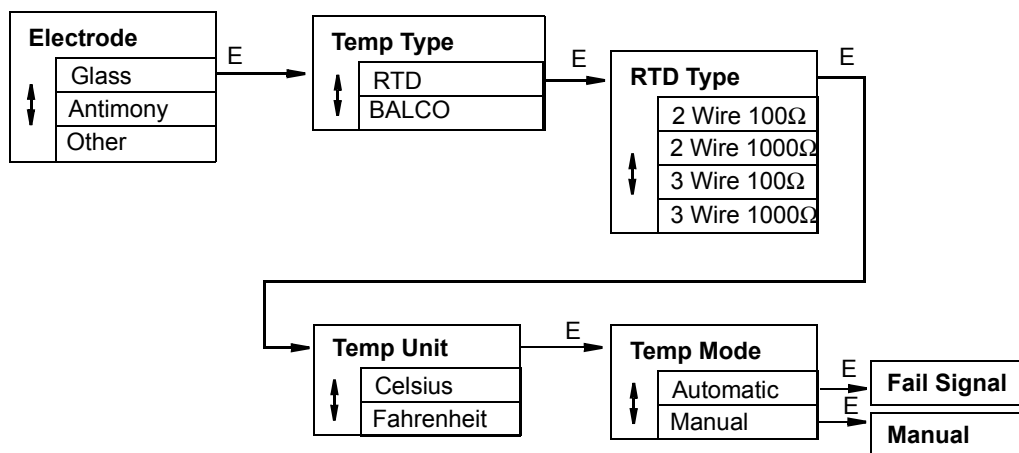 Electrode
Glass
Antimony
Other
E
Temp Type
RTD
BALCO
E
RTD Type
2 Wire 100Ω
2 Wire 1000Ω
3 Wire 100Ω
3 Wire 1000Ω
E
Temp Unit
Celsius
Fahrenheit
E
Temp Mode
Automatic
Manual
E
Fail Signal
E
Manual